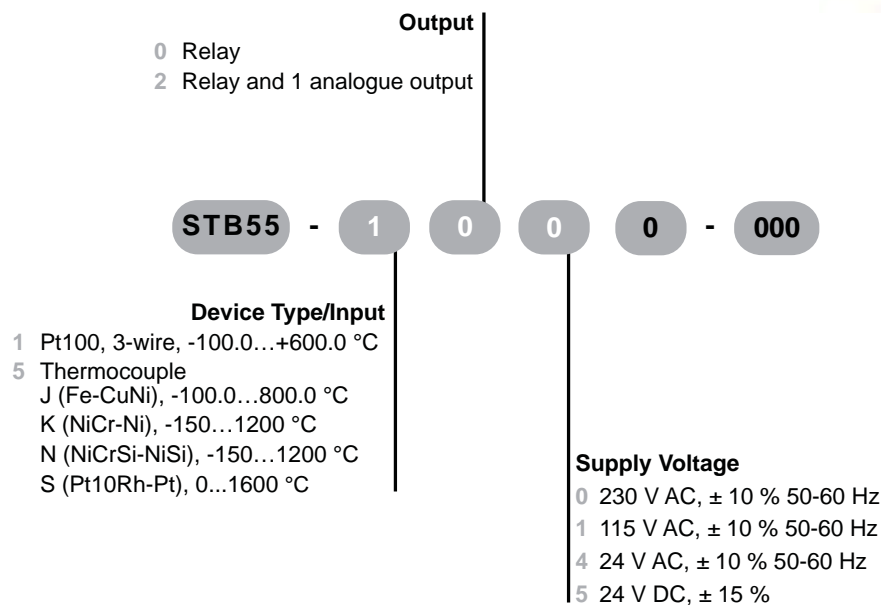 Output
0 Relay
2 Relay and 1 analogue output
STB55 - 1 0 0 0 - 000
Device Type/Input
1 Pt100, 3-wire, -100.0…+600.0 °C
5 Thermocouple
J (Fe-CuNi), -100.0…800.0 °C
K (NiCr-Ni), -150…1200 °C
N (NiCrSi-NiSi), -150…1200 °C
S (Pt10Rh-Pt), 0...1600 °C
Supply Voltage
0 230 V AC, ± 10 % 50-60 Hz
1 115 V AC, ± 10 % 50-60 Hz
4 24 V AC, ± 10 % 50-60 Hz
5 24 V DC, ± 15 %